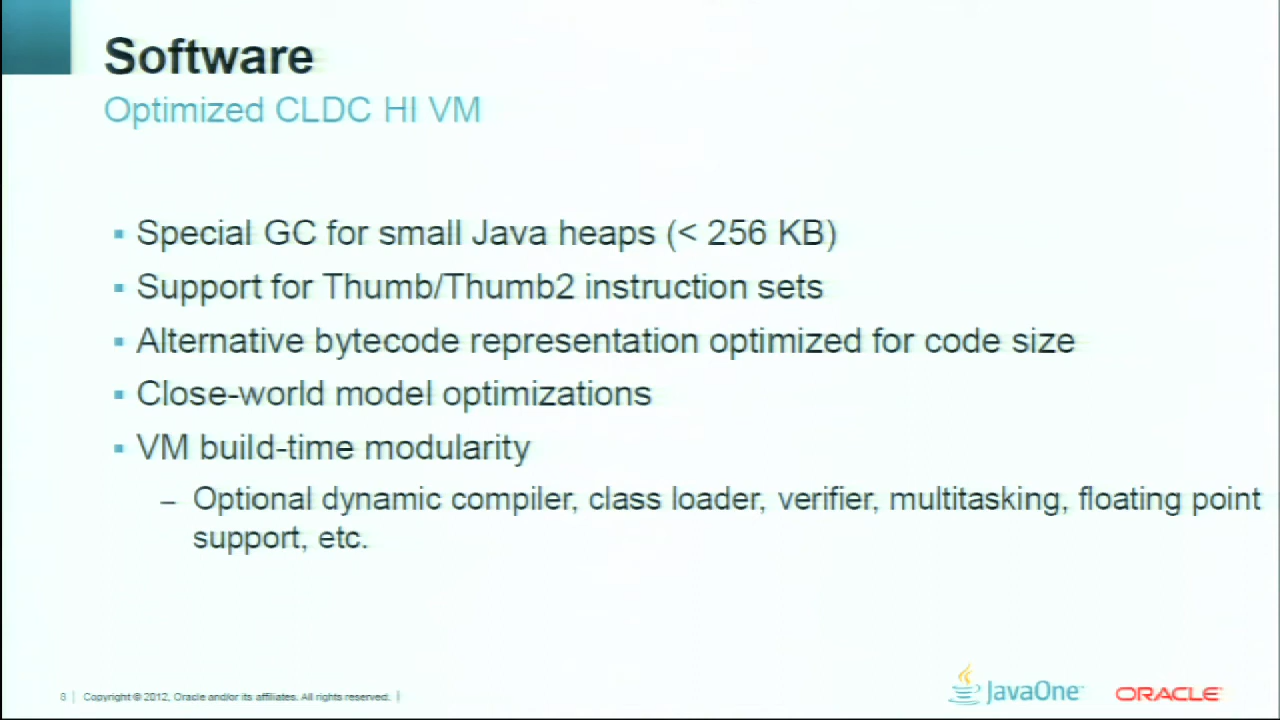 Software
Optimized CLDC HI VM
Special GC for small Java heaps (< 256 KB)
Support for Thumb/Thumb2 instruction sets
Alternative bytecode representation optimized for code size
Close-world model optimizations
VM build-time modularity
– Optional dynamic compiler, class loader, verifier, multitasking, floating point
support, etc.
8 | Copyright © 2012, Oracle and/or its affiliates. All rights reserved. |
JavaOne ORACLE